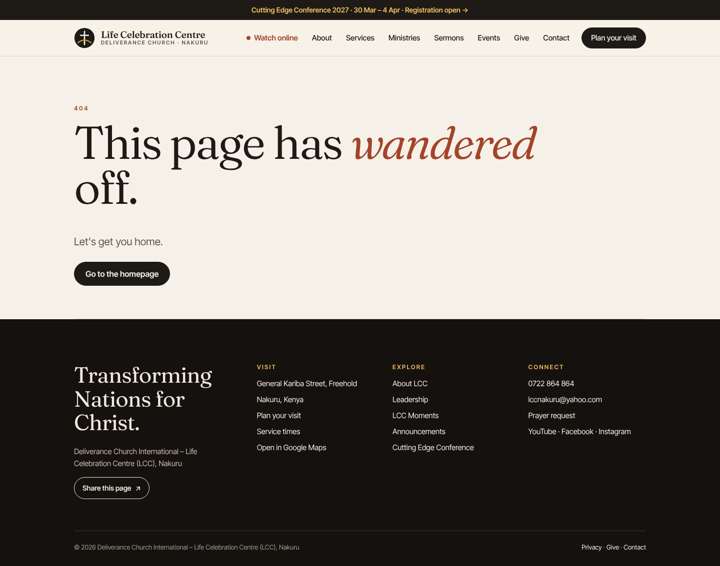 Cutting Edge Conference 2027 · 30 Mar – 4 Apr · Registration open →
Life Celebration Centre
DELIVERANCE CHURCH · NAKURU
Watch online
About
Services
Ministries
Sermons
Events
Give
Contact
Plan your visit
404
This page has wandered
off.
Let's get you home.
Go to the homepage
Transforming
Nations for
Christ.
Deliverance Church International – Life
Celebration Centre (LCC), Nakuru
Share this page ↗
VISIT
General Kariba Street, Freehold
Nakuru, Kenya
Plan your visit
Service times
Open in Google Maps
EXPLORE
About LCC
Leadership
LCC Moments
Announcements
Cutting Edge Conference
CONNECT
0722 864 864
lccnakuru@yahoo.com
Prayer request
YouTube · Facebook · Instagram
© 2026 Deliverance Church International – Life Celebration Centre (LCC), Nakuru
Privacy · Give · Contact